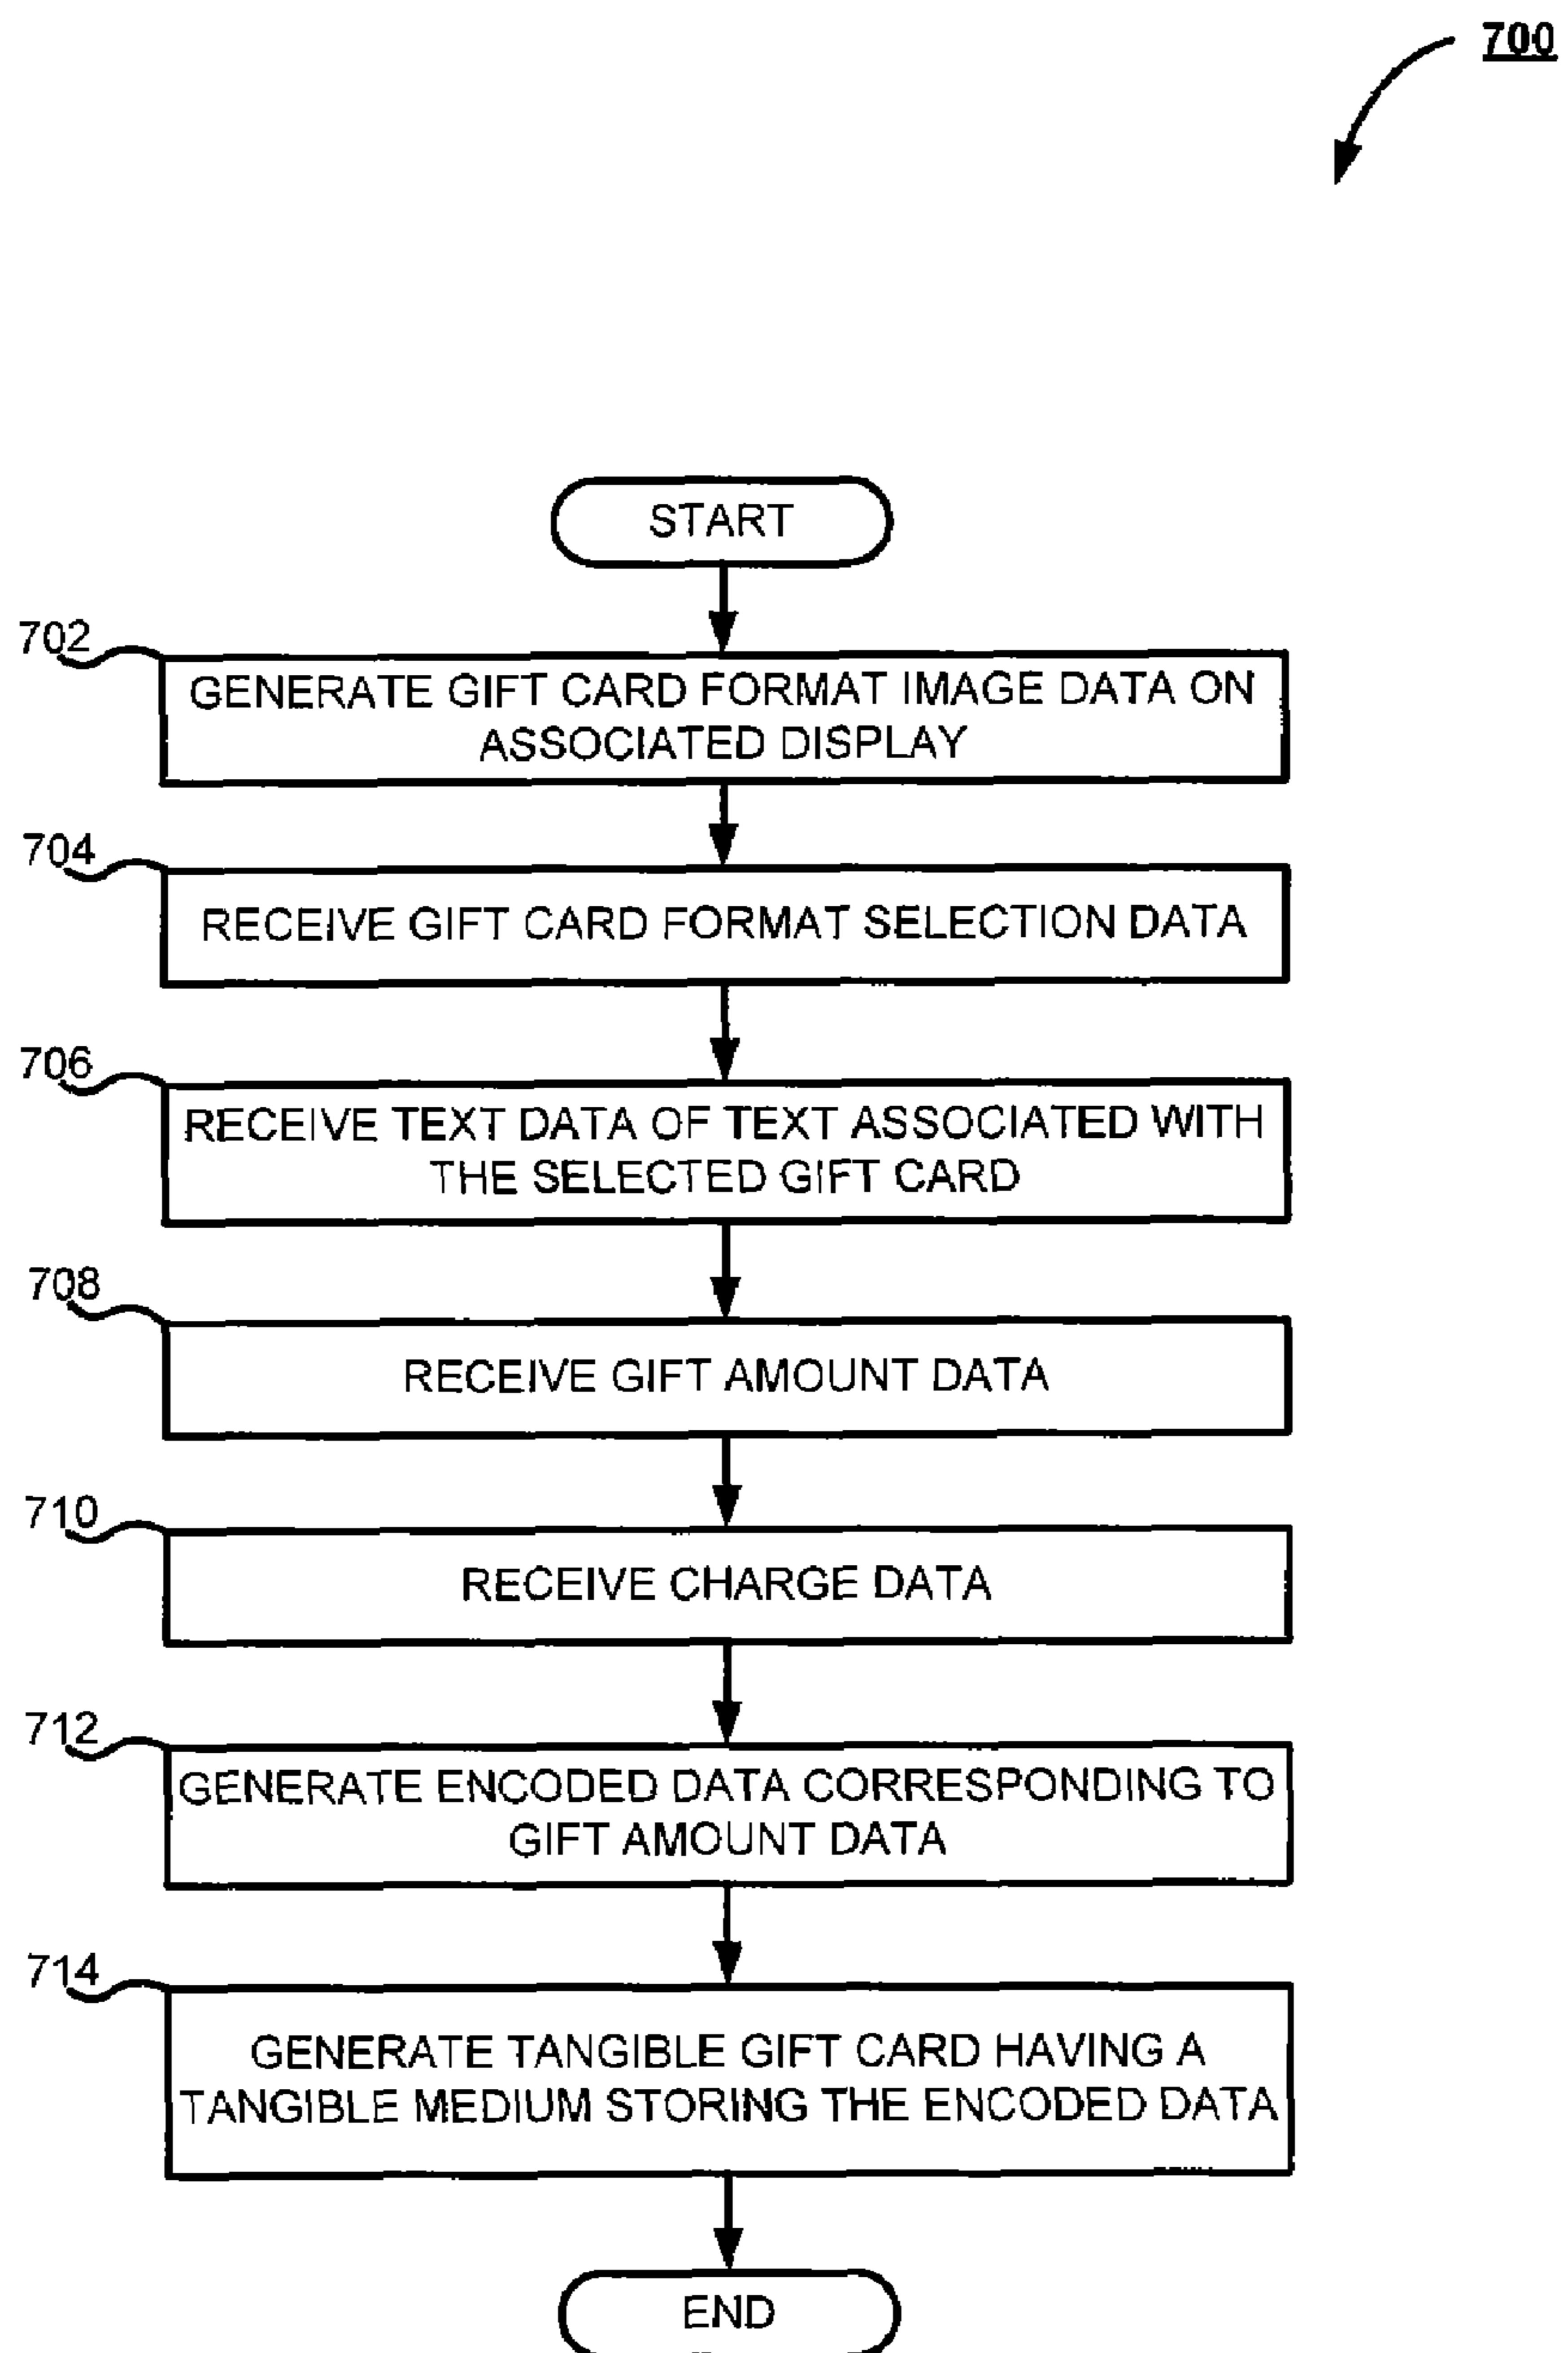 700
START
702
GENERATE GIFT CARD FORMAT IMAGE DATA ON
ASSOCIATED DISPLAY
704
RECEIVE GIFT CARD FORMAT SELECTION DATA
706
RECEIVE TEXT DATA OF TEXT ASSOCIATED WITH
THE SELECTED GIFT CARD
708
RECEIVE GIFT AMOUNT DATA
710
RECEIVE CHARGE DATA
712
GENERATE ENCODED DATA CORRESPONDING TO
GIFT AMOUNT DATA
714
GENERATE TANGIBLE GIFT CARD HAVING A
TANGIBLE MEDIUM STORING THE ENCODED DATA
END